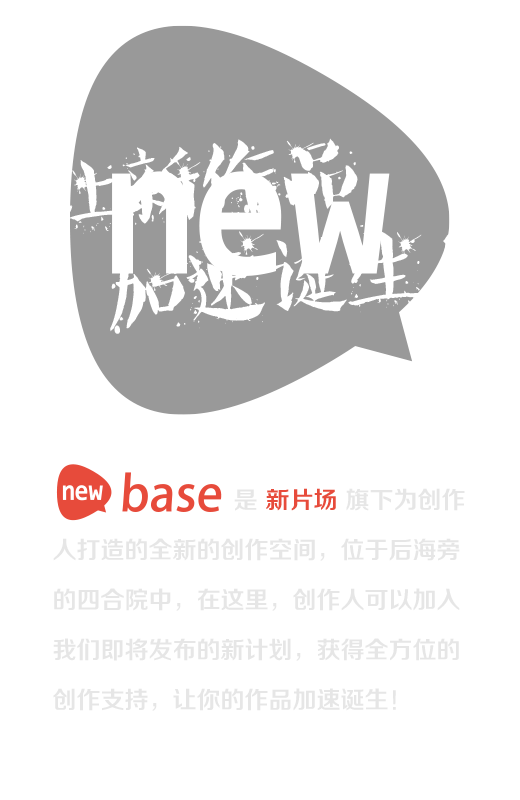 让新作品
new
加速诞生
new base 是 新片场 旗下为创作
人打造的全新的创作空间，位于后海旁
的四合院中，在这里，创作人可以加入
我们即将发布的新计划，获得全方位的
创作支持，让你的作品加速诞生！